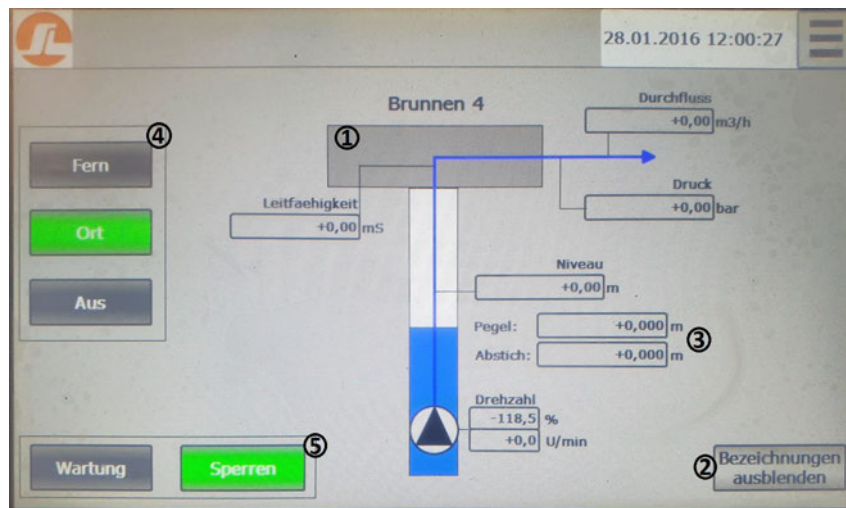 SL
28.01.2016 12:00:27
Brunnen 4
Durchfluss
+0,00 m3/h
①
④
Fern
Druck
+0,00 bar
Leitfaehigkeit
+0,00 mS
Ort
Niveau
+0,00 m
Aus
Pegel: +0,000 m
③
Abstich: +0,000 m
Drehzahl
-118,5 %
+0,0 U/min
⑤
Wartung Sperren
②
Bezeichnungen
ausblenden